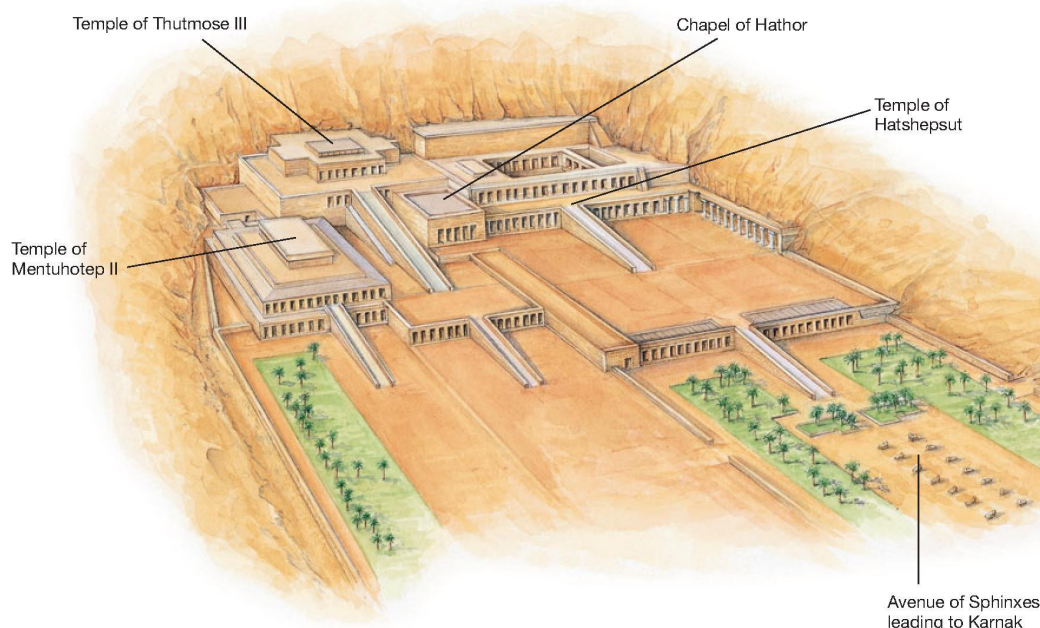 Temple of Thutmose III
Chapel of Hathor
Temple of
Hatshepsut
Temple of
Mentuhotep II
Avenue of Sphinxes
leading to Karnak